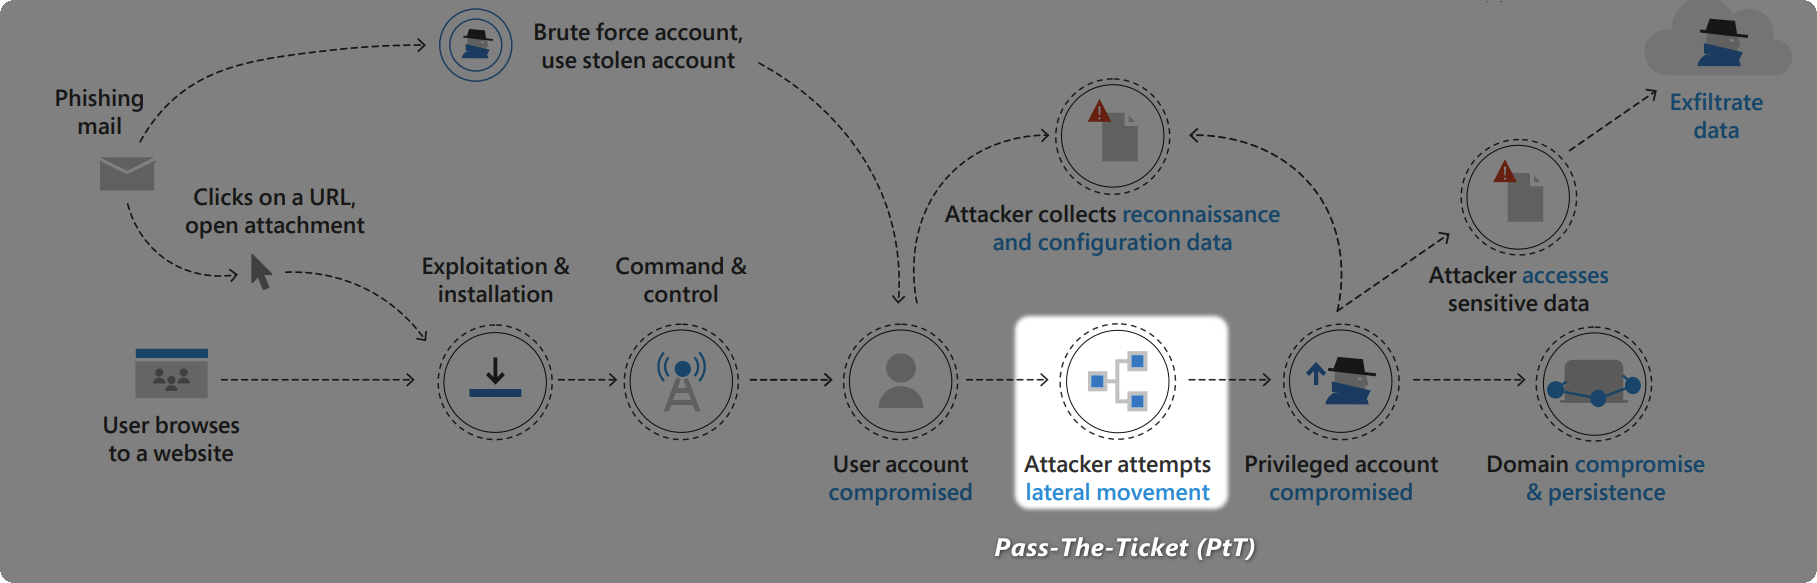 Brute force account,
use stolen account
Phishing
mail
Exfiltrate
data
Clicks on a URL,
open attachment
Attacker collects reconnaissance
and configuration data
Exploitation &
installation
Command &
control
Attacker accesses
sensitive data
User browses
to a website
User account
compromised
Attacker attempts
lateral movement
Privileged account
compromised
Domain compromise
& persistence
Pass-The-Ticket (PtT)